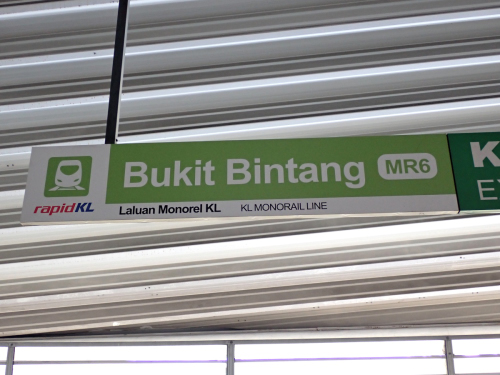 Bukit Bintang MR6
rapidKL
Laluan Monorel KL KL MONORAIL LINE